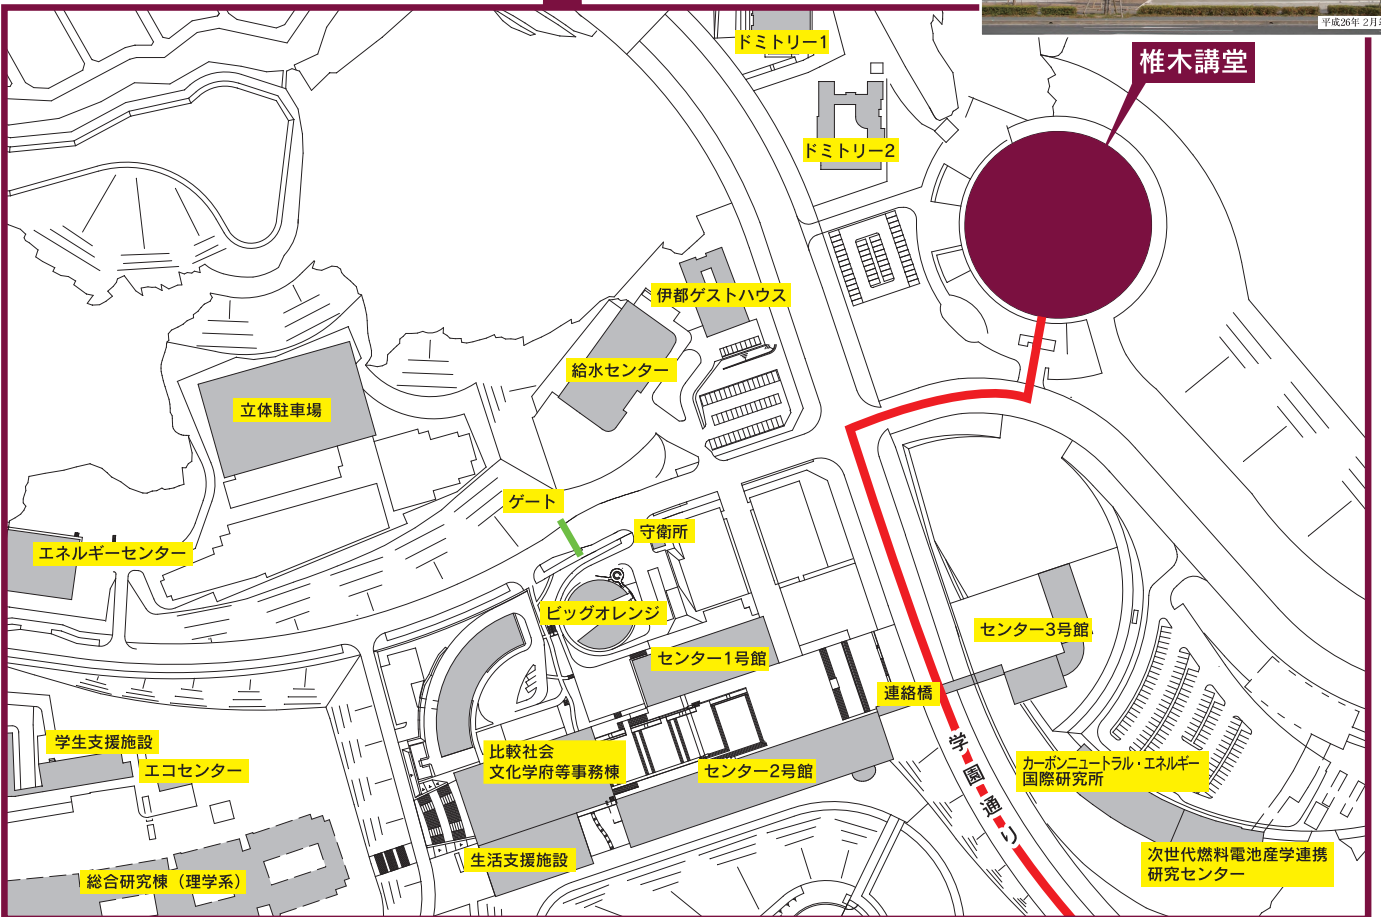 平成26年 2月
ドミトリー1
椎木講堂
ドミトリー2
伊都ゲストハウス
給水センター
立体駐車場
ゲート
守衛所
エネルギーセンター
ビッグオレンジ
センター3号館
センター1号館
連絡橋
学生支援施設
エコセンター
比較社会
文化学府等事務棟
センター2号館
学園通り
カーボンニュートラル・エネルギー
国際研究所
生活支援施設
次世代燃料電池産学連携
研究センター
総合研究棟（理学系）